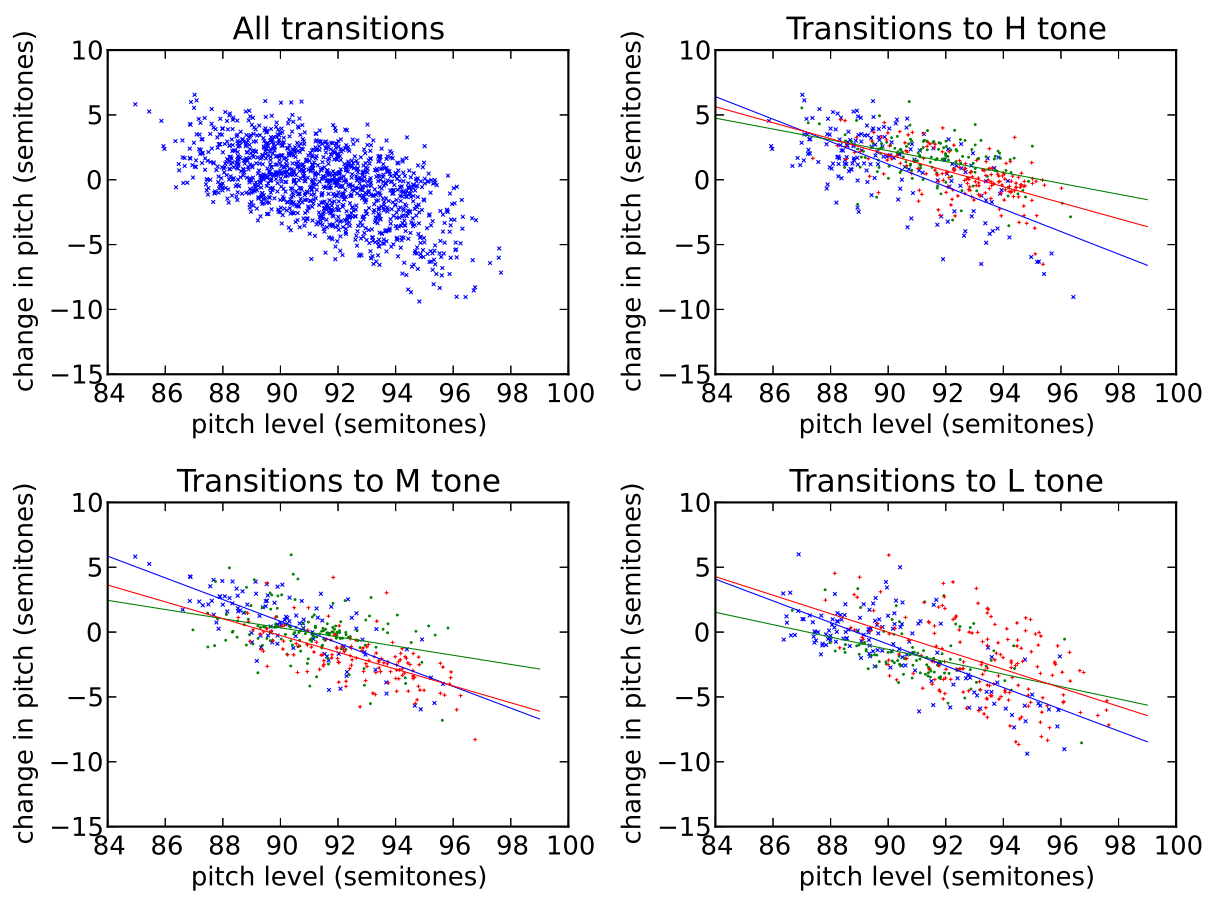 All transitions
change in pitch (semitones)
10
5
0
−5
−10
−15
84 86 88 90 92 94 96 98 100
pitch level (semitones)
Transitions to H tone
change in pitch (semitones)
10
5
0
−5
−10
−15
84 86 88 90 92 94 96 98 100
pitch level (semitones)
Transitions to M tone
change in pitch (semitones)
10
5
0
−5
−10
−15
84 86 88 90 92 94 96 98 100
pitch level (semitones)
Transitions to L tone
change in pitch (semitones)
10
5
0
−5
−10
−15
84 86 88 90 92 94 96 98 100
pitch level (semitones)